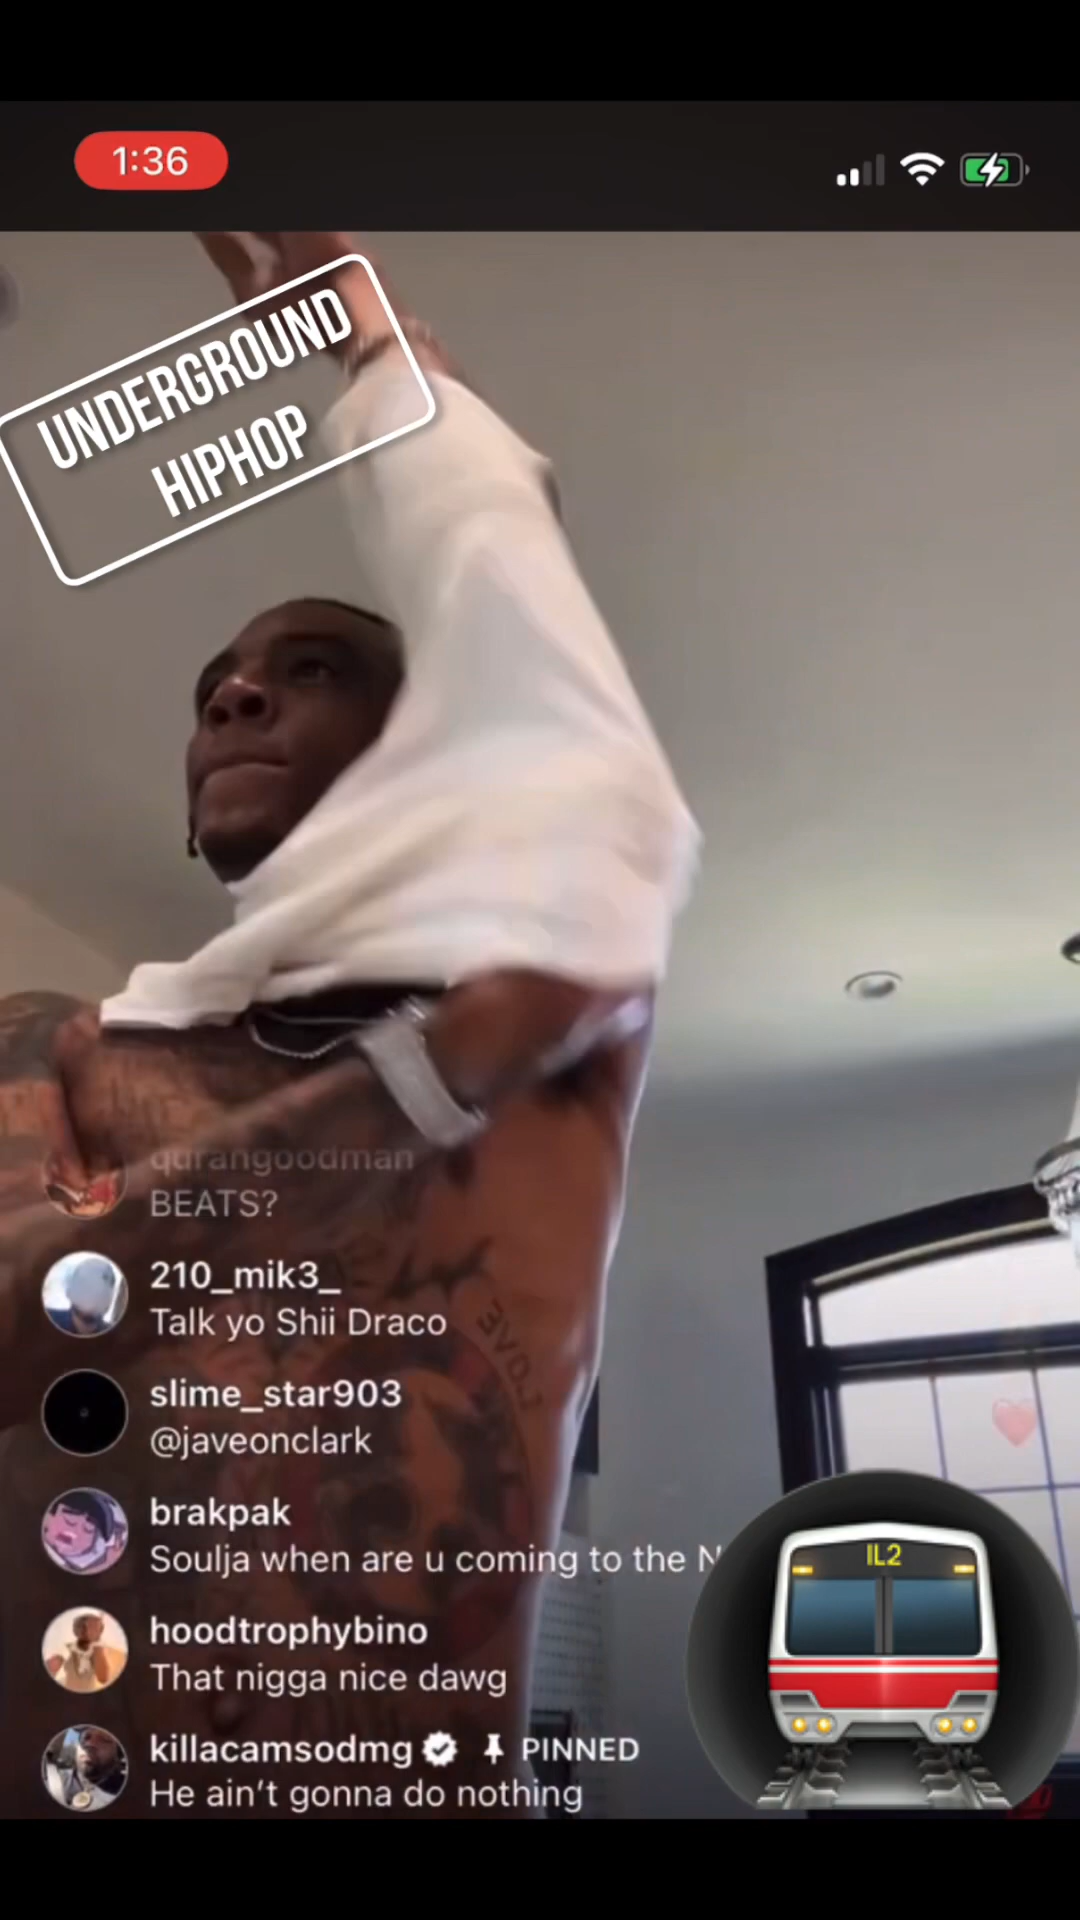 1:36
UNDERGROUND
HIPHOP
qurangoodman
BEATS?
210_mik3_
Talk yo Shii Draco
slime_star903
@javeonclark
LOVE
brakpak
Soulja when are u coming to the N
IL2
hoodtrophybino
That nigga nice dawg
killacamsodmg PINNED
He ain't gonna do nothing